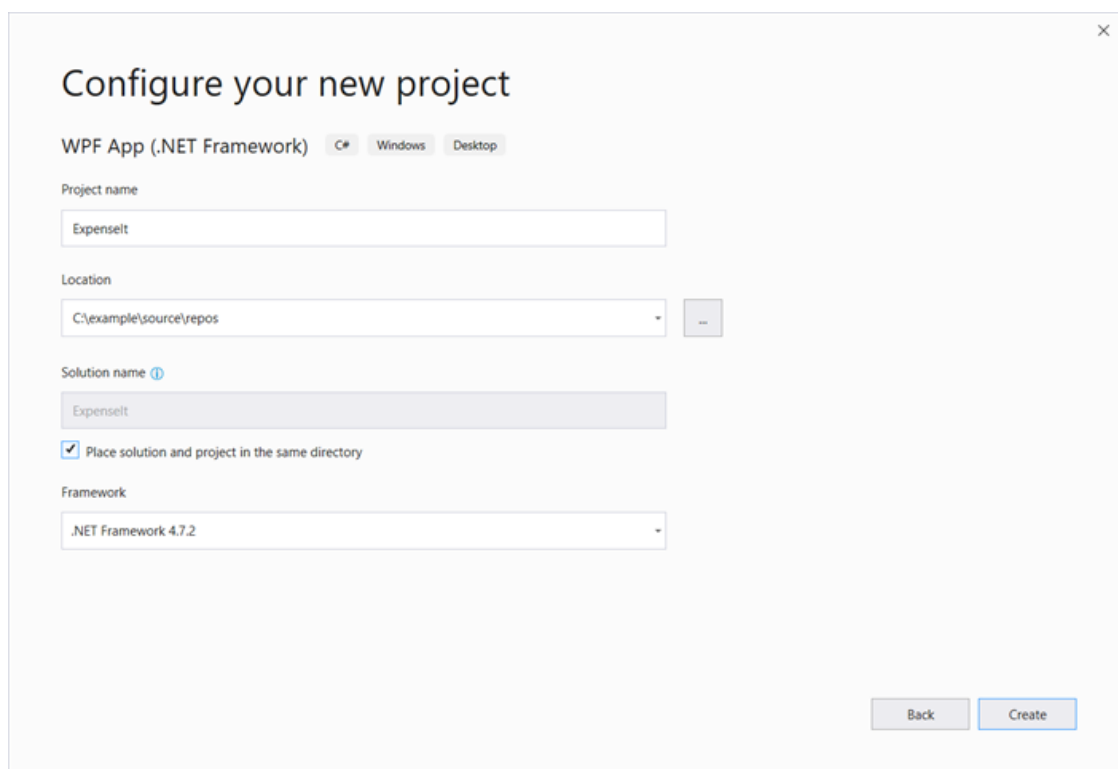 Configure your new project
WPF App (.NET Framework) C# Windows Desktop
Project name
ExpenseIt
Location
C:\example\source\repos
...
Solution name
ExpenseIt
Place solution and project in the same directory
Framework
.NET Framework 4.7.2
Back Create